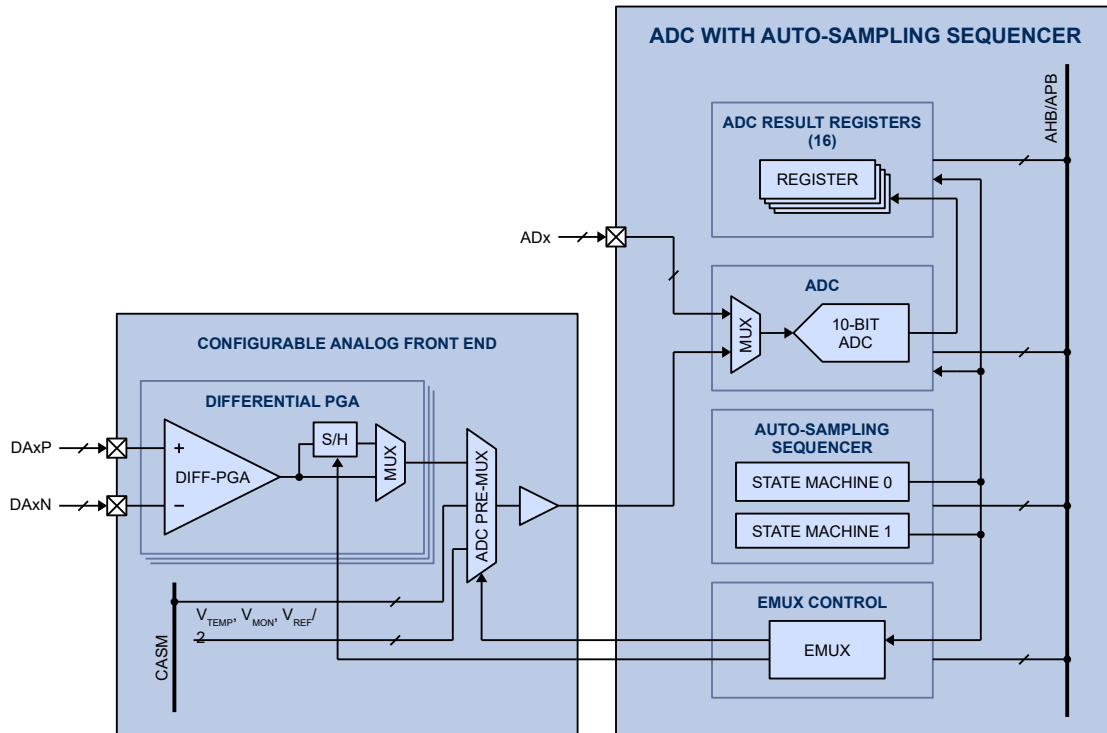 ADC WITH AUTO-SAMPLING SEQUENCER
AHB/APB
ADC RESULT REGISTERS
(16)
REGISTER
ADx
ADC
MUX
10-BIT
ADC
CONFIGURABLE ANALOG FRONT END
DIFFERENTIAL PGA
DAxP
DAxN
+
DIFF-PGA
−
S/H
MUX
ADC PRE-MUX
AUTO-SAMPLING
SEQUENCER
STATE MACHINE 0
STATE MACHINE 1
CASM
VTEMP, VMON, VREF/
2
EMUX CONTROL
EMUX